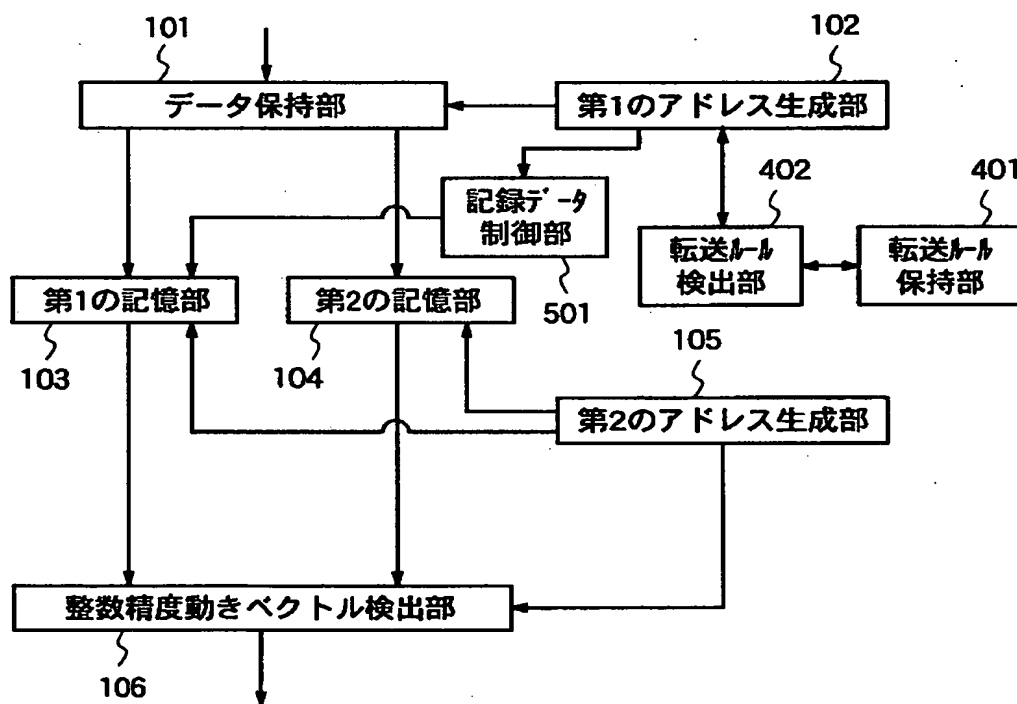 101
102
データ保持部
第1のアドレス生成部
402
401
記録ﾃﾞｰﾀ
制御部
転送ﾙｰﾙ
検出部
転送ﾙｰﾙ
保持部
第1の記憶部
第2の記憶部
501
103
104
105
第2のアドレス生成部
整数精度動きベクトル検出部
106